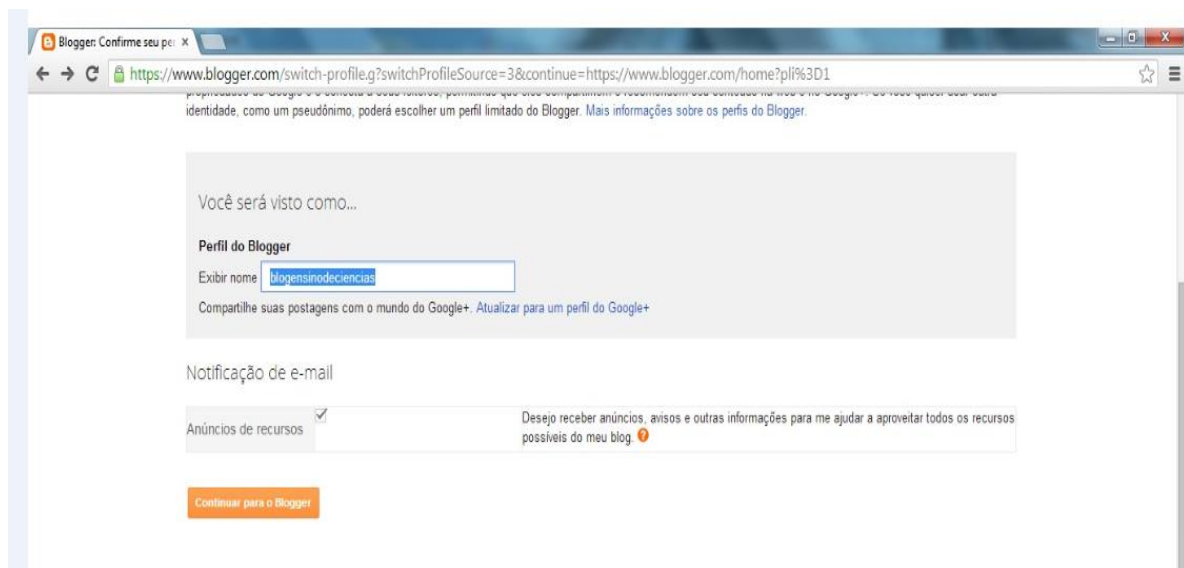 Blogger: Confirme seu per
https://www.blogger.com/switch-profile.g?switchProfileSource=3&continue=https://www.blogger.com/home?pli%3D1
identidade, como um pseudônimo, poderá escolher um perfil limitado do Blogger. Mais informações sobre os perfis do Blogger.
Você será visto como...
Perfil do Blogger
Exibir nome blogensinodeciencias
Compartilhe suas postagens com o mundo do Google+. Atualizar para um perfil do Google+
Notificação de e-mail
Anúncios de recursos
Desejo receber anúncios, avisos e outras informações para me ajudar a aproveitar todos os recursos
possíveis do meu blog. ?
Continuar para o Blogger